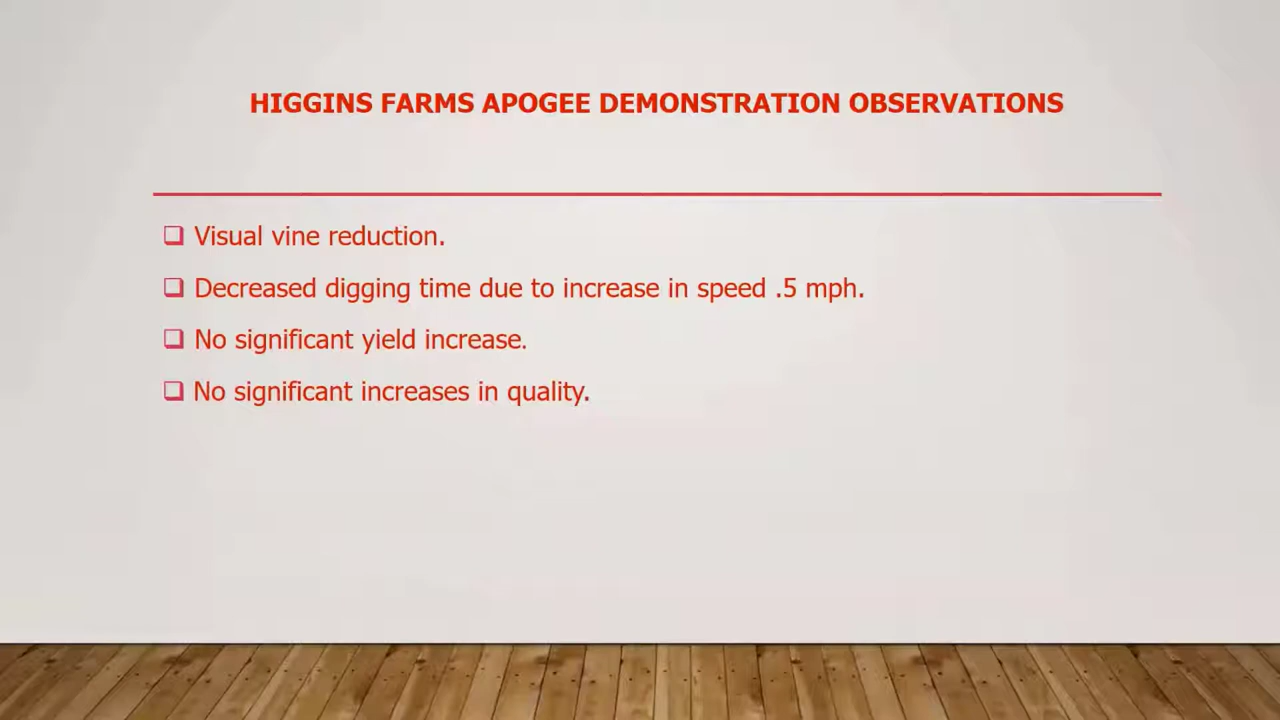 HIGGINS FARMS APOGEE DEMONSTRATION OBSERVATIONS
Visual vine reduction.
Decreased digging time due to increase in speed .5 mph.
No significant yield increase.
No significant increases in quality.